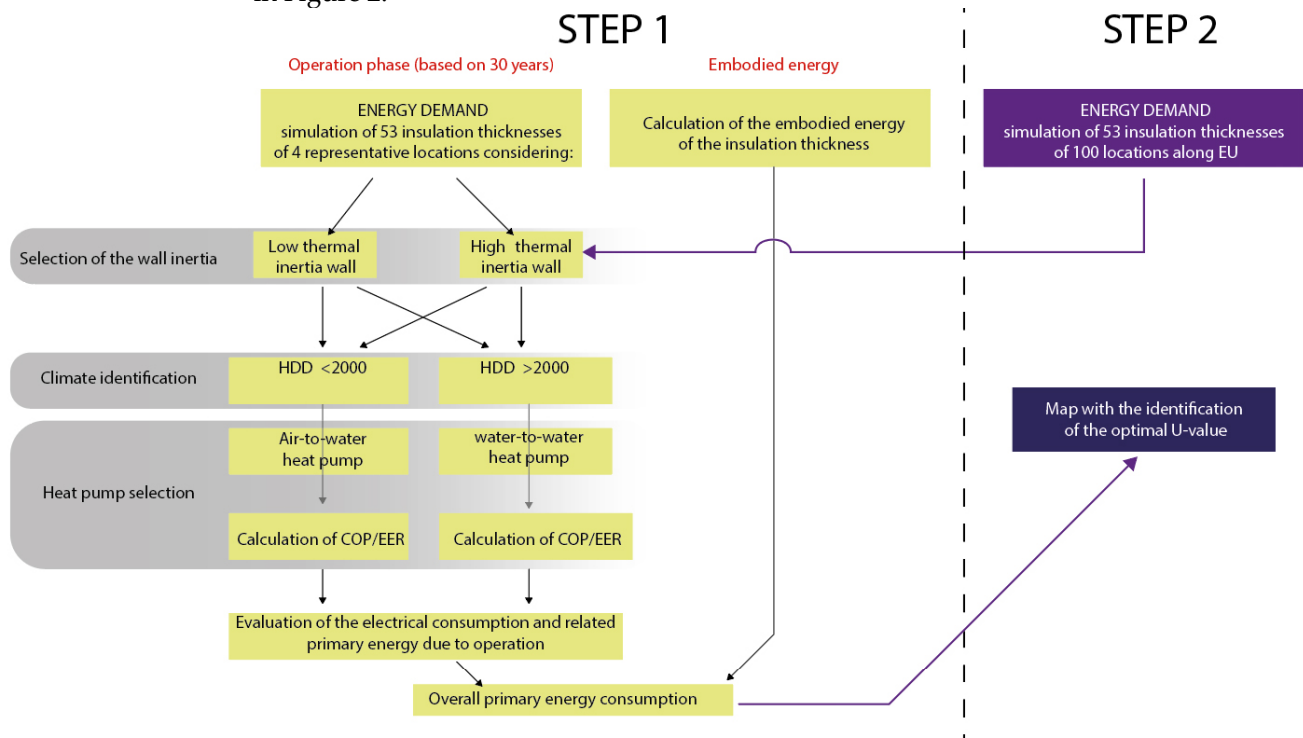 in Figure 2.
STEP 1
STEP 2
Operation phase (based on 30 years)
Embodied energy
ENERGY DEMAND
simulation of 53 insulation thicknesses
of 4 representative locations considering:
Calculation of the embodied energy
of the insulation thickness
ENERGY DEMAND
simulation of 53 insulation thicknesses
of 100 locations along EU
Selection of the wall inertia
Low thermal
inertia wall
High thermal
inertia wall
Climate identification
HDD <2000
HDD >2000
Map with the identification
of the optimal U-value
Heat pump selection
Air-to-water
heat pump
water-to-water
heat pump
Calculation of COP/EER
Calculation of COP/EER
Evaluation of the electrical consumption and related
primary energy due to operation
Overall primary energy consumption